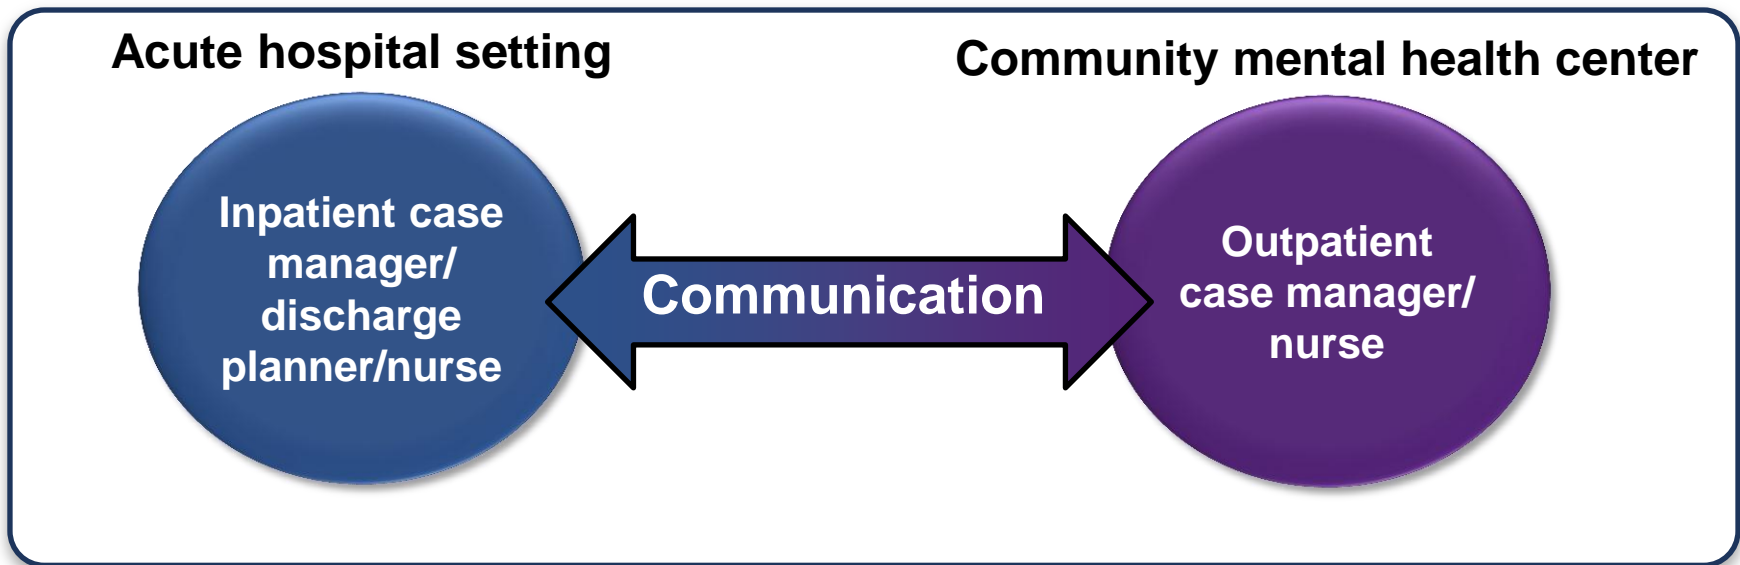 Acute hospital setting
Community mental health center
Inpatient case
manager/
discharge
planner/nurse
Communication
Outpatient
case manager/
nurse